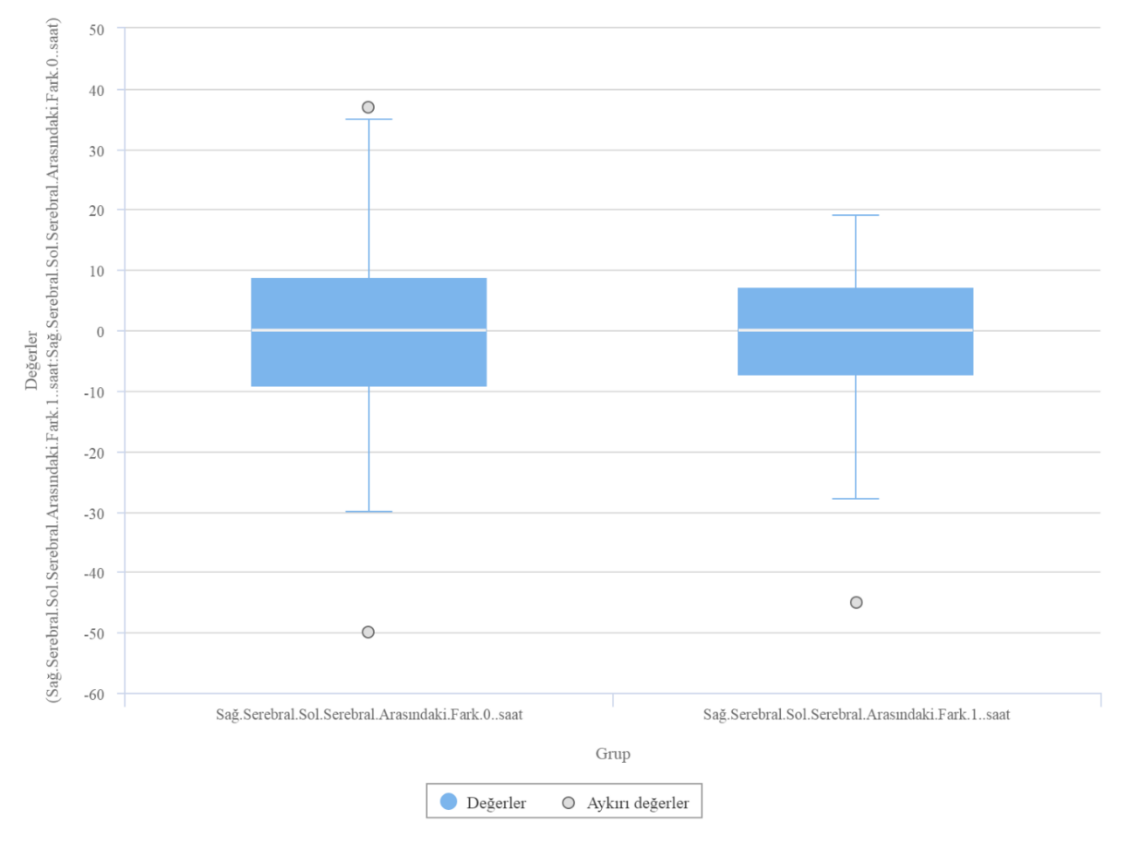 Değerler
(Sağ.Serebral.Sol.Serebral.Arasındaki.Fark.1..saat:Sağ.Serebral.Sol.Serebral.Arasındaki.Fark.0..saat)
50
40
30
20
10
0
-10
-20
-30
-40
-50
-60
Sağ.Serebral.Sol.Serebral.Arasındaki.Fark.0..saat
Sağ.Serebral.Sol.Serebral.Arasındaki.Fark.1..saat
Grup
Değerler
Aykırı değerler